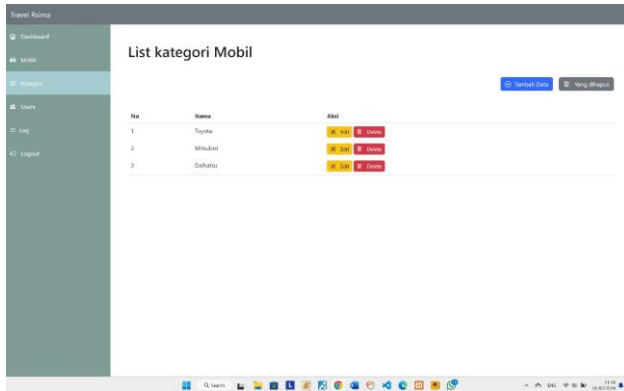 Travel Rsima
Dashboard
Mobil
Kategori
Users
Log
Logout
List kategori Mobil
Tambah Data
Yang dihapus
No Nama Aksi
1 Toyota Edit Delete
2 Mitsubisi Edit Delete
3 Daihatsu Edit Delete
Search
ENG